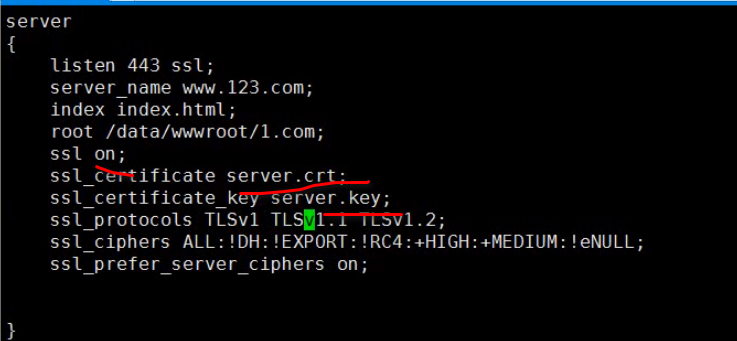 server
{
listen 443 ssl;
server_name www.123.com;
index index.html;
root /data/wwwroot/1.com;
ssl on;
ssl_certificate server.crt;
ssl_certificate_key server.key;
ssl_protocols TLSv1 TLSv1.1 TLSv1.2;
ssl_ciphers ALL:!DH:!EXPORT:!RC4:+HIGH:+MEDIUM:!eNULL;
ssl_prefer_server_ciphers on;
}